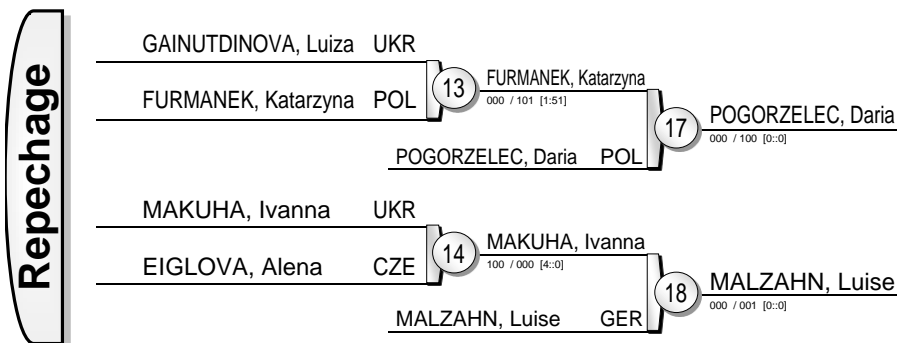 Repechage
GAINUTDINOVA, Luiza UKR
FURMANEK, Katarzyna POL
13
FURMANEK, Katarzyna
000 / 101 [1:51]
POGORZELEC, Daria POL
17
POGORZELEC, Daria
000 / 100 [0::0]
MAKUHA, Ivanna UKR
EIGLOVA, Alena CZE
14
MAKUHA, Ivanna
100 / 000 [4::0]
MALZAHN, Luise GER
18
MALZAHN, Luise
000 / 001 [0::0]